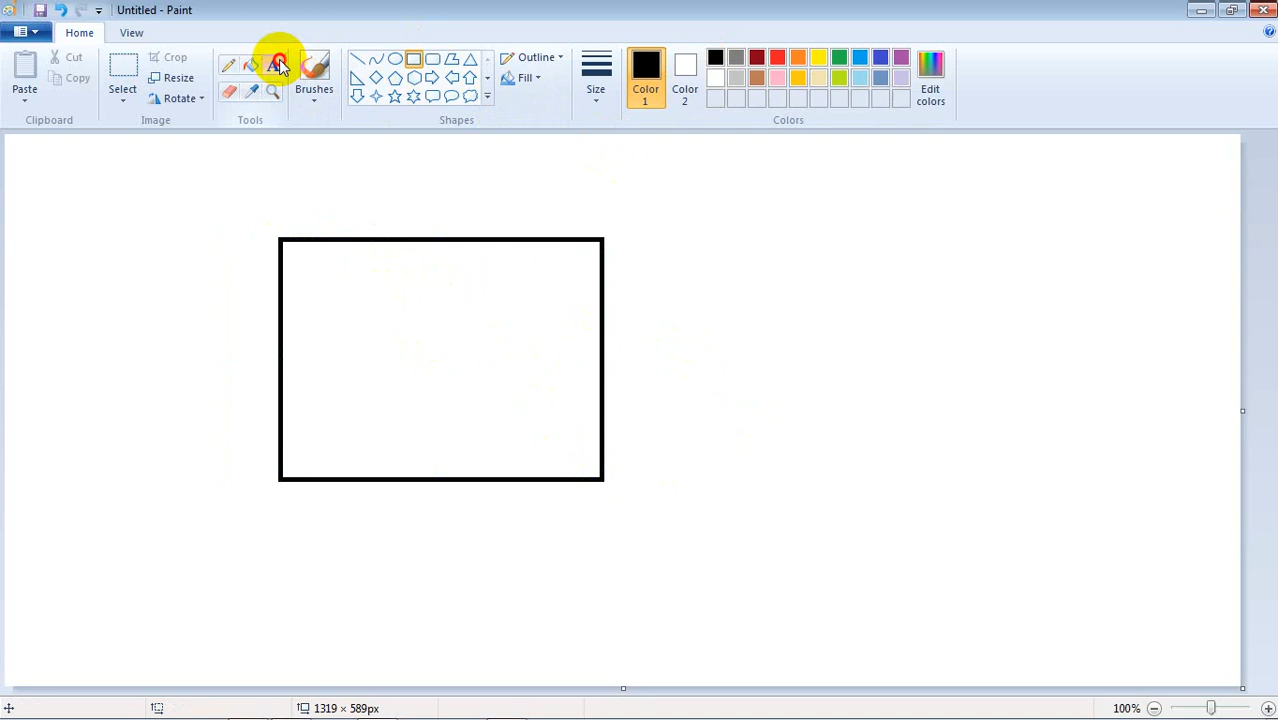 Untitled - Paint
Home View
Paste
Cut
Copy
Clipboard
Select
Crop
Resize
Rotate
Image
A
Tools
Brushes
Outline
Fill
Shapes
Size
Color 1
Color 2
Edit colors
Colors
1319 × 589px
100%